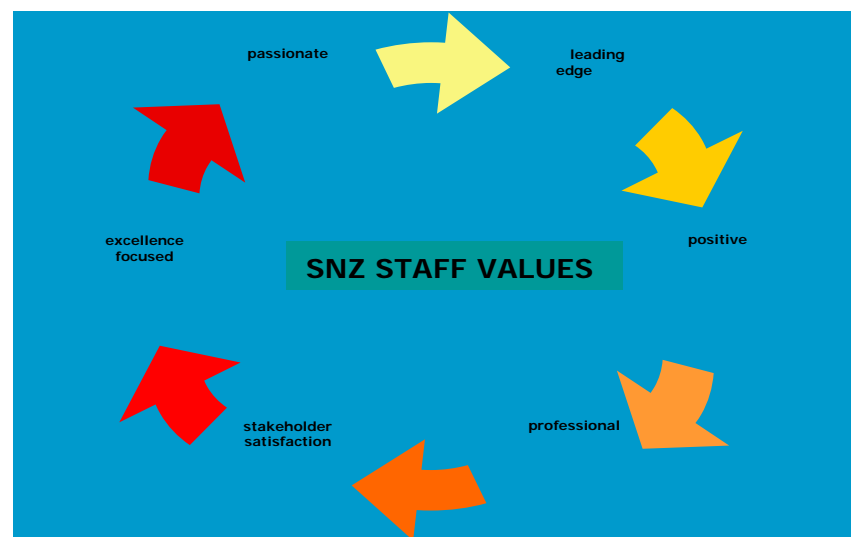 passionate
leading
edge
positive
SNZ STAFF VALUES
professional
stakeholder
satisfaction
excellence
focused